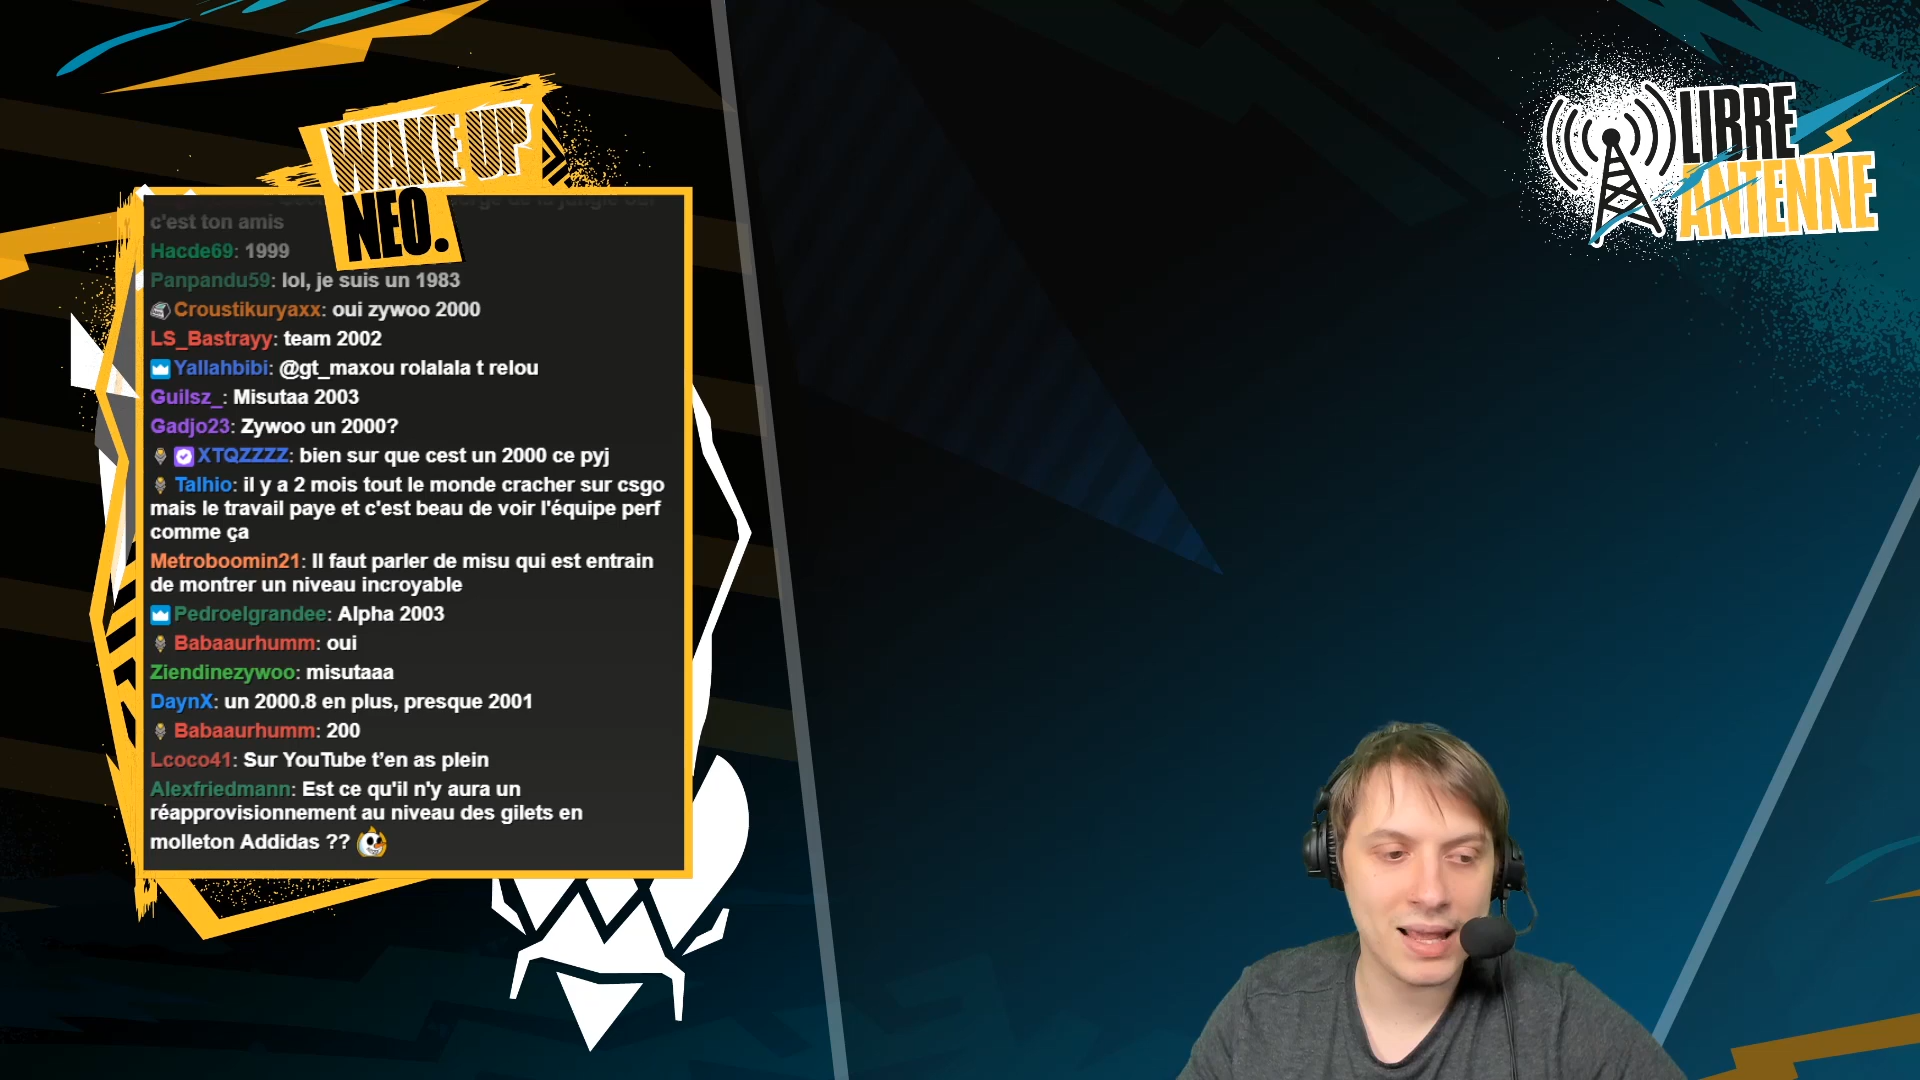 WAKE UP
NEO.
LIBRE
ANTENNE
c'est ton amis
Hacde69: 1999
Panpandu59: lol, je suis un 1983
Croustikuryaxx: oui zywoo 2000
LS_Bastrayy: team 2002
Yallahbibi: @gt_maxou rolalala t relou
Guilsz_: Misutaa 2003
Gadjo23: Zywoo un 2000?
XTQZZZZ: bien sur que cest un 2000 ce pyj
Talhio: il y a 2 mois tout le monde cracher sur csgo
mais le travail paye et c'est beau de voir l'équipe perf
comme ça
Metroboomin21: Il faut parler de misu qui est entrain
de montrer un niveau incroyable
Pedroelgrandee: Alpha 2003
Babaaurhumm: oui
Ziendinezywoo: misutaaa
DaynX: un 2000.8 en plus, presque 2001
Babaaurhumm: 200
Lcoco41: Sur YouTube t’en as plein
Alexfriedmann: Est ce qu'il n'y aura un
réapprovisionnement au niveau des gilets en
molleton Addidas ??